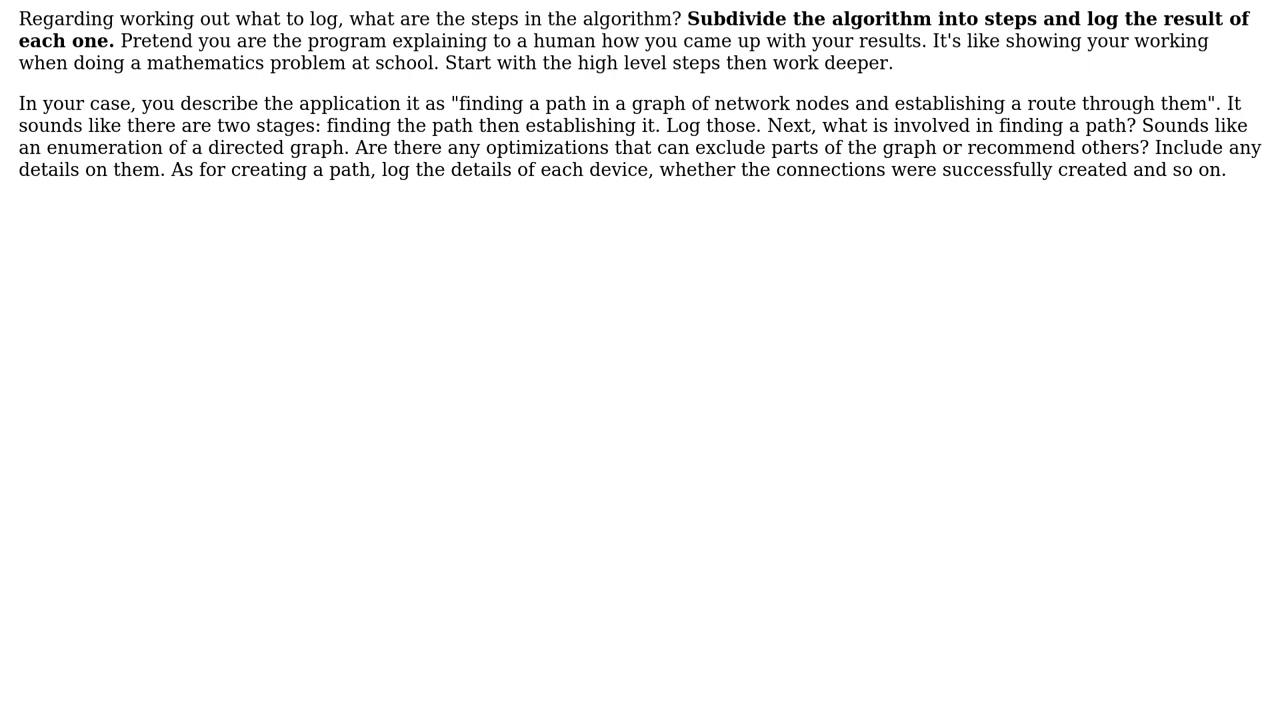 Regarding working out what to log, what are the steps in the algorithm? Subdivide the algorithm into steps and log the result of
each one. Pretend you are the program explaining to a human how you came up with your results. It's like showing your working
when doing a mathematics problem at school. Start with the high level steps then work deeper.
In your case, you describe the application it as "finding a path in a graph of network nodes and establishing a route through them". It
sounds like there are two stages: finding the path then establishing it. Log those. Next, what is involved in finding a path? Sounds like
an enumeration of a directed graph. Are there any optimizations that can exclude parts of the graph or recommend others? Include any
details on them. As for creating a path, log the details of each device, whether the connections were successfully created and so on.